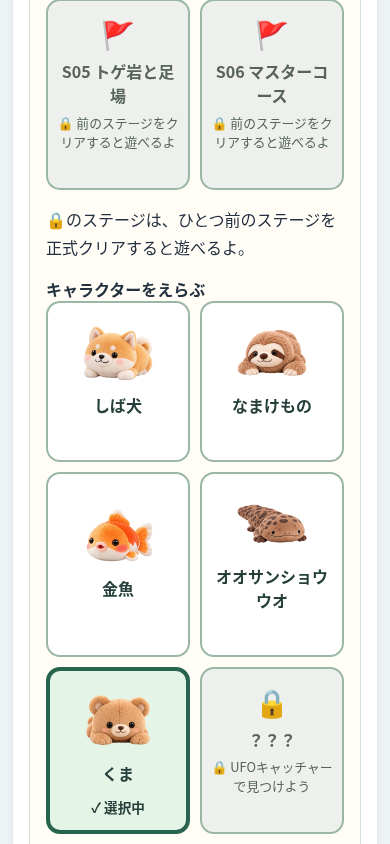 S05 トゲ岩と足
場
🔒 前のステージをク
リアすると遊べるよ
S06 マスターコ
ース
🔒 前のステージをク
リアすると遊べるよ
🔒のステージは、ひとつ前のステージを
正式クリアすると遊べるよ。
キャラクターをえらぶ
しば犬
なまけもの
金魚
オオサンショウ
ウオ
くま
✓選択中
？？？
🔒 UFOキャッチャー
で見つけよう